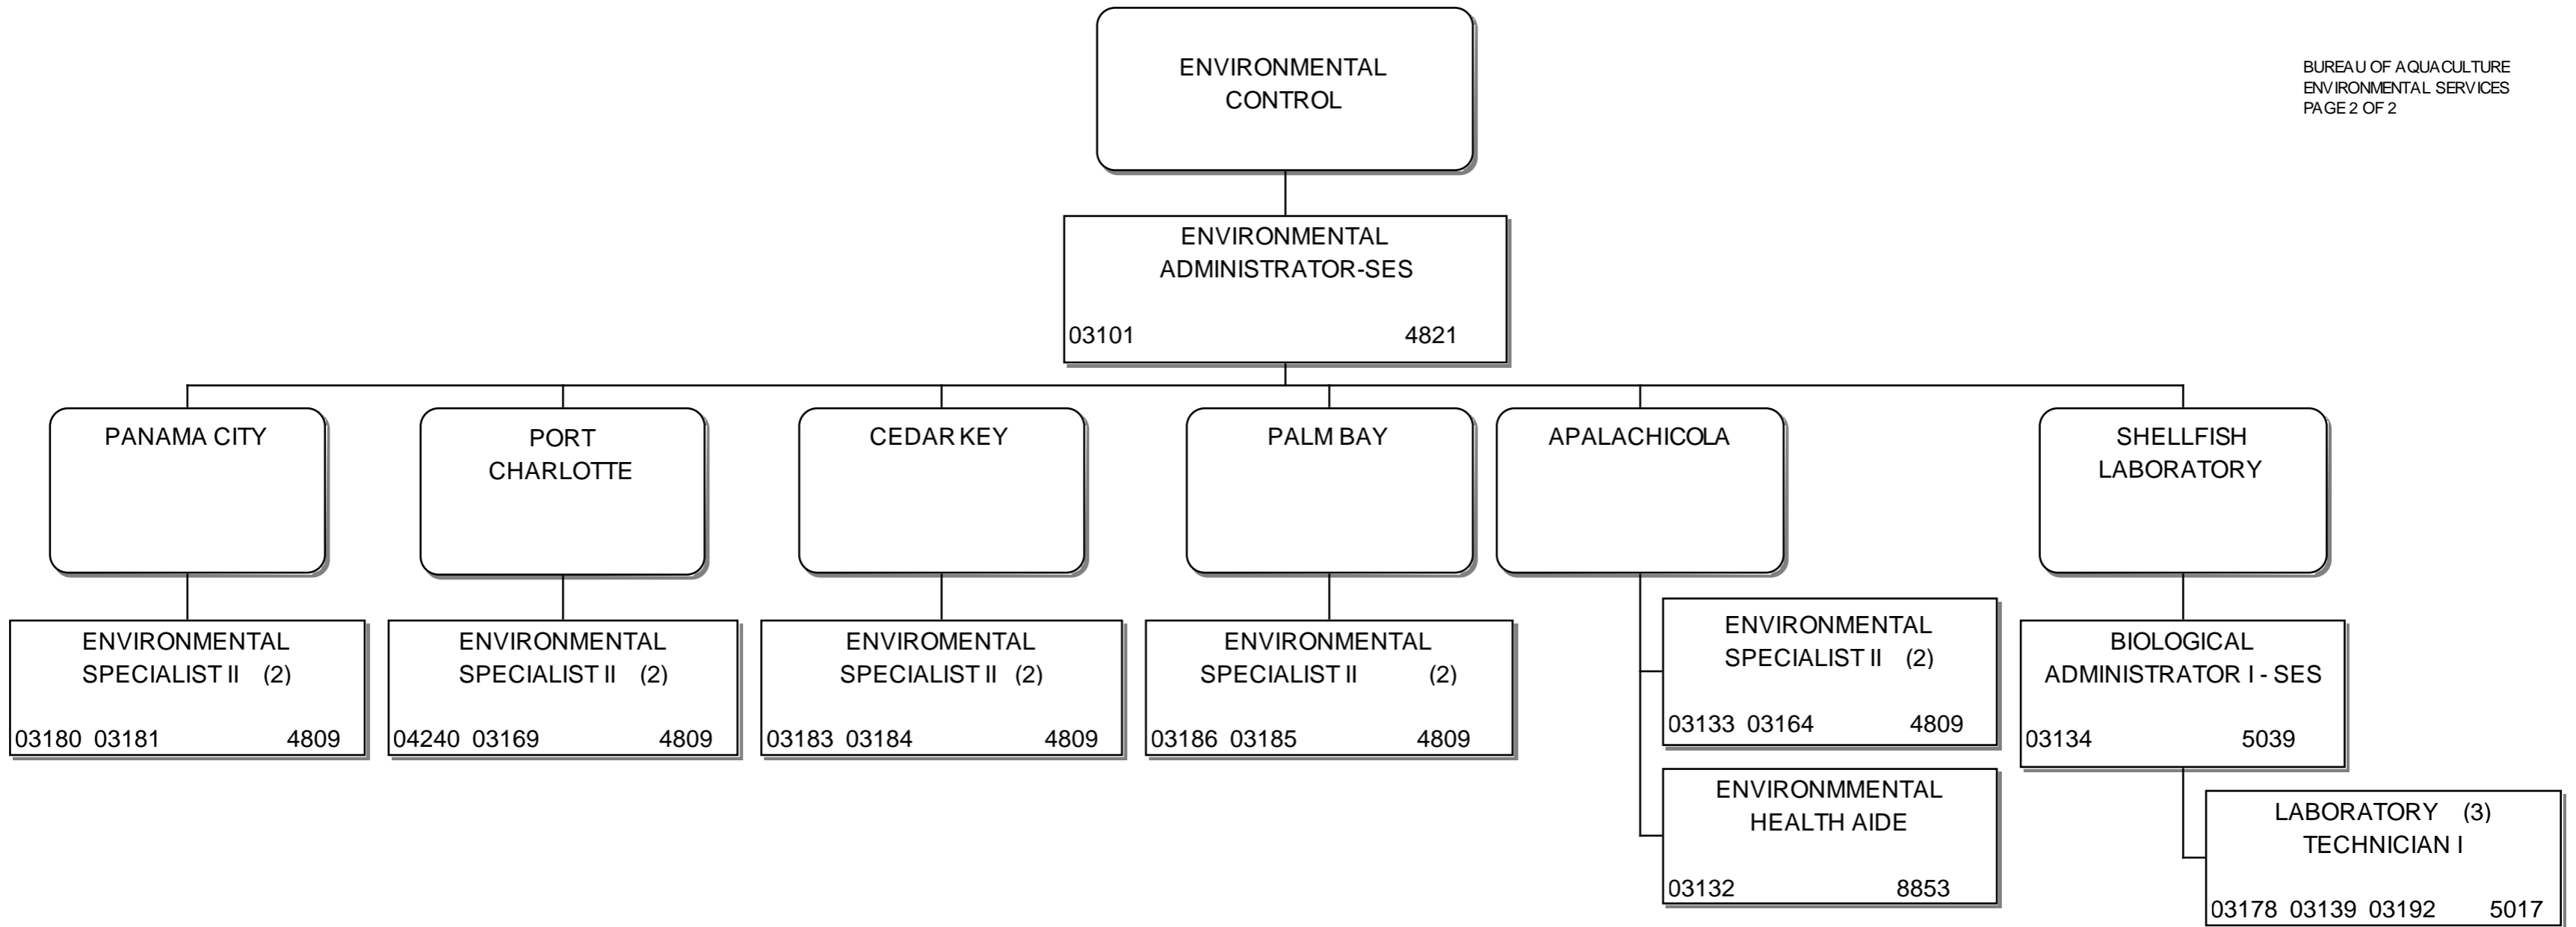 ENVIRONMENTAL
CONTROL
BUREAU OF AQUACULTURE
ENVIRONMENTAL SERVICES
PAGE 2 OF 2
ENVIRONMENTAL
ADMINISTRATOR-SES
03101 4821
PANAMA CITY
PORT
CHARLOTTE
CEDAR KEY
PALM BAY
APALACHICOLA
SHELLFISH
LABORATORY
ENVIRONMENTAL
SPECIALIST II (2)
03180 03181 4809
ENVIRONMENTAL
SPECIALIST II (2)
04240 03169 4809
ENVIROMENTAL
SPECIALIST II (2)
03183 03184 4809
ENVIRONMENTAL
SPECIALIST II (2)
03186 03185 4809
ENVIRONMENTAL
SPECIALIST II (2)
03133 03164 4809
ENVIRONMMENTAL
HEALTH AIDE
03132 8853
BIOLOGICAL
ADMINISTRATOR I - SES
03134 5039
LABORATORY (3)
TECHNICIAN I
03178 03139 03192 5017